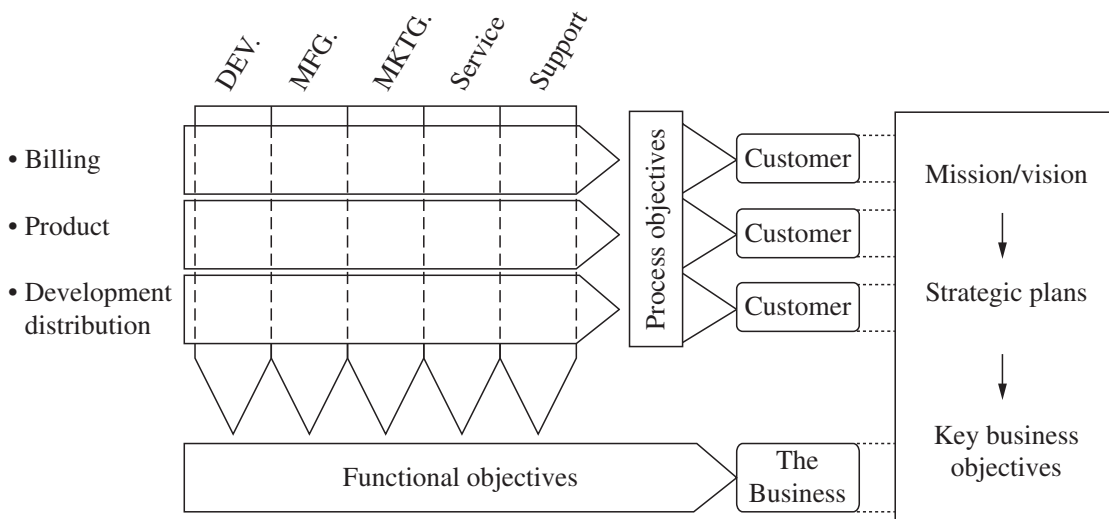 DEV.
MFG.
MKTG.
Service
Support
• Billing
• Product
• Development
distribution
Process objectives
Customer
Customer
Customer
Mission/vision
Strategic plans
Key business
objectives
Functional objectives
The
Business